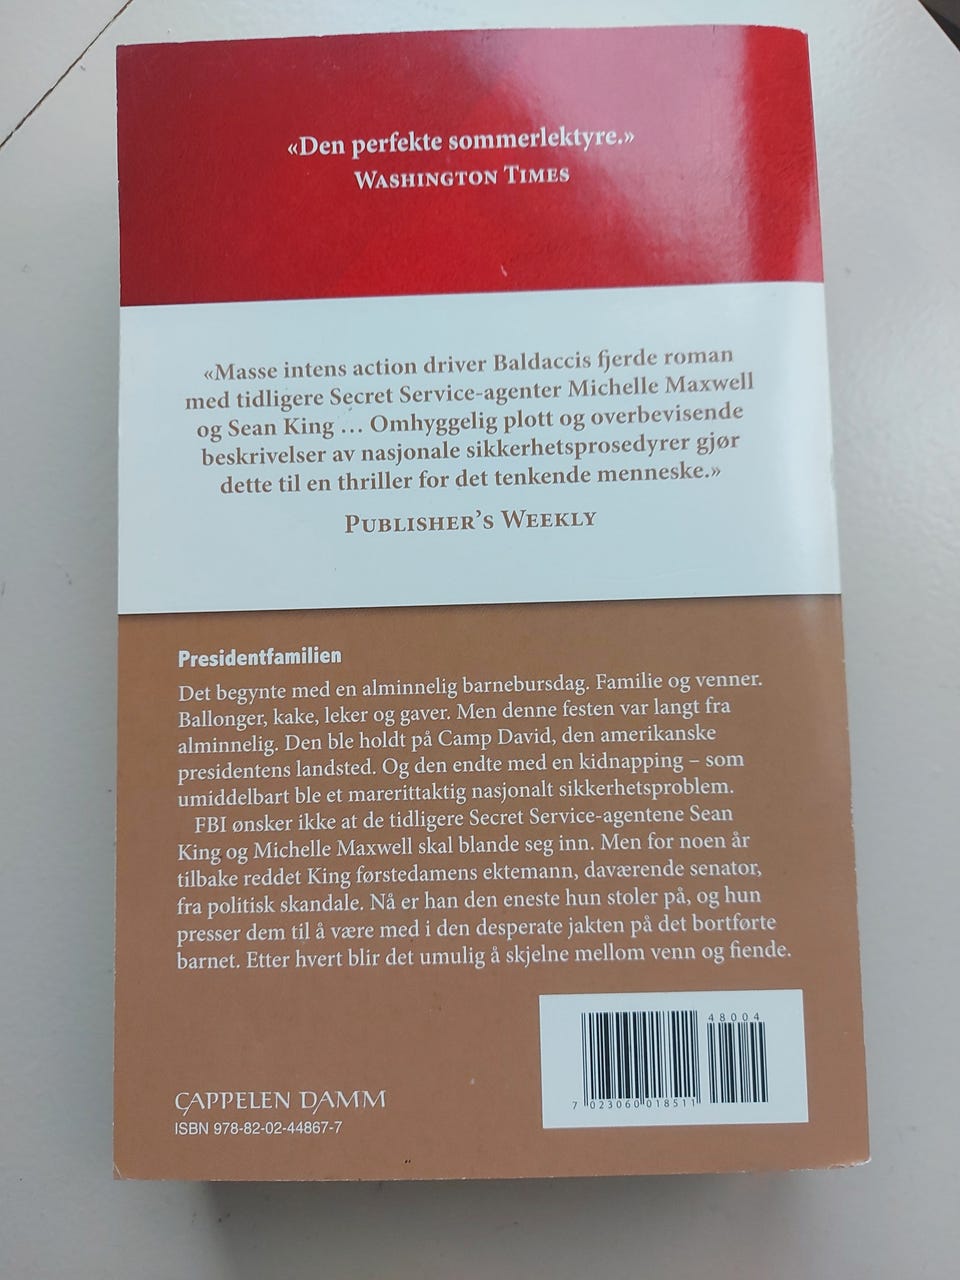 «Den perfekte sommerlektyre.»
WASHINGTON TIMES
«Masse intens action driver Baldaccis fjerde roman
med tidligere Secret Service-agenter Michelle Maxwell
og Sean King ... Omhyggelig plott og overbevisende
beskrivelser av nasjonale sikkerhetsprosedyrer gjør
dette til en thriller for det tenkende menneske.»
PUBLISHER'S WEEKLY
Presidentfamilien
Det begynte med en alminnelig barnebursdag. Familie og venner.
Ballonger, kake, leker og gaver. Men denne festen var langt fra
alminnelig. Den ble holdt på Camp David, den amerikanske
presidentens landsted. Og den endte med en kidnapping – som
umiddelbart ble et marerittaktig nasjonalt sikkerhetsproblem.
FBI ønsker ikke at de tidligere Secret Service-agentene Sean
King og Michelle Maxwell skal blande seg inn. Men for noen år
tilbake reddet King førstedamens ektemann, daværende senator,
fra politisk skandale. Nå er han den eneste hun stoler på, og hun
presser dem til å være med i den desperate jakten på det bortførte
barnet. Etter hvert blir det umulig å skjelne mellom venn og fiende.
48004
7 023060 018511
CAPPELEN DAMM
ISBN 978-82-02-44867-7